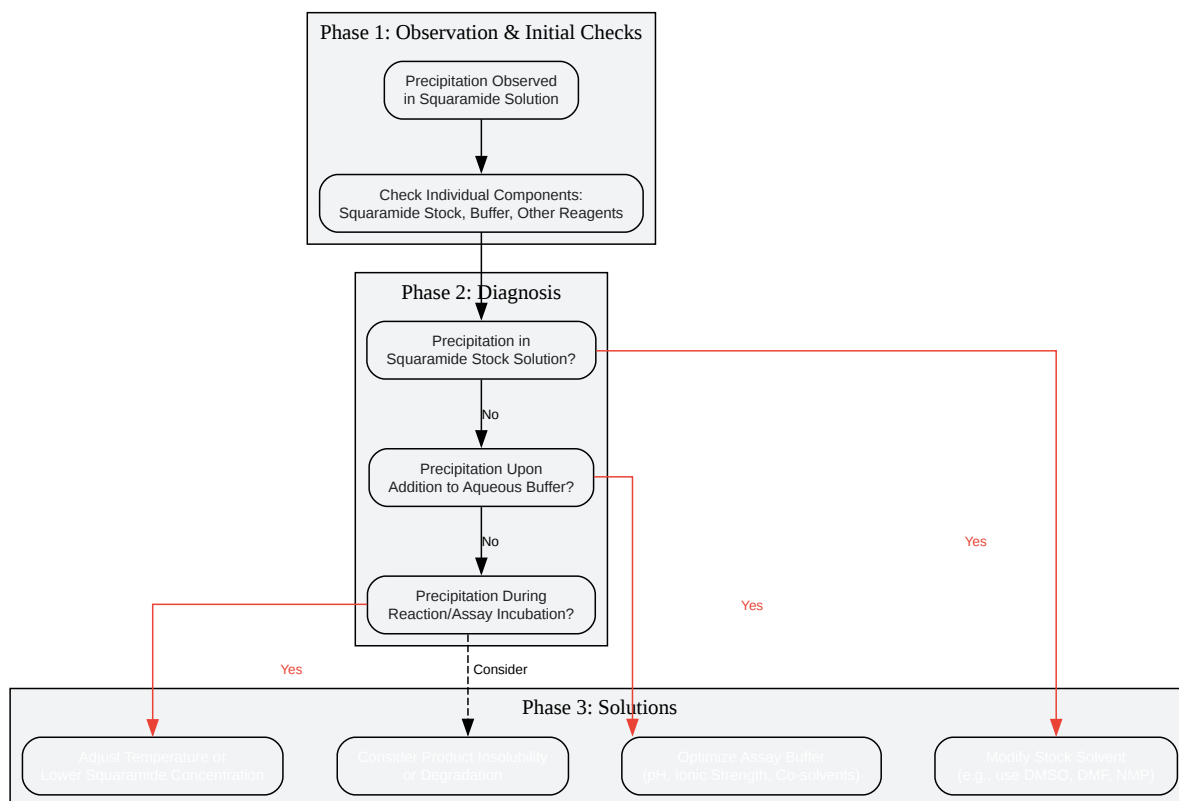 Phase 1: Observation & Initial Checks
Precipitation Observed
in Squaramide Solution
Check Individual Components:
Squaramide Stock, Buffer, Other Reagents
Phase 2: Diagnosis
Precipitation in
Squaramide Stock Solution?
No
Precipitation Upon
Addition to Aqueous Buffer?
No
Yes
Precipitation During
Reaction/Assay Incubation?
Yes
Yes
Consider
Phase 3: Solutions
Adjust Temperature or
Lower Squaramide Concentration
Consider Product Insolubility
or Degradation
Optimize Assay Buffer
(pH, Ionic Strength, Co-solvents)
Modify Stock Solvent
(e.g., use DMSO, DMF, NMP)